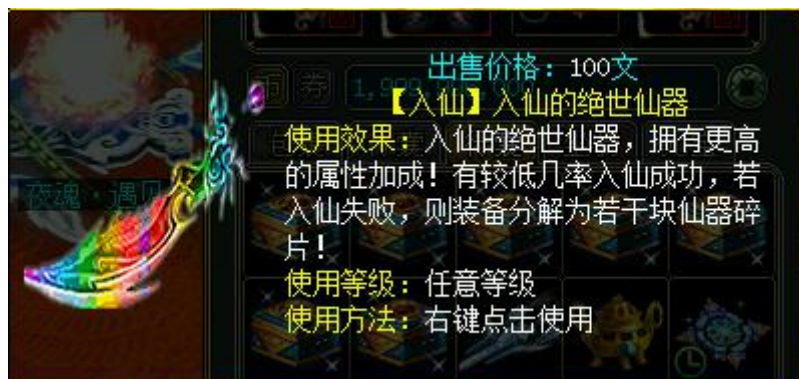 出售价格：100文
【入仙】入仙的绝世仙器
使用效果：入仙的绝世仙器，拥有更高
的属性加成！有较低几率入仙成功，若
入仙失败，则装备分解为若干块仙器碎
片！
夜魂·遇见
使用等级：任意等级
使用方法：右键点击使用